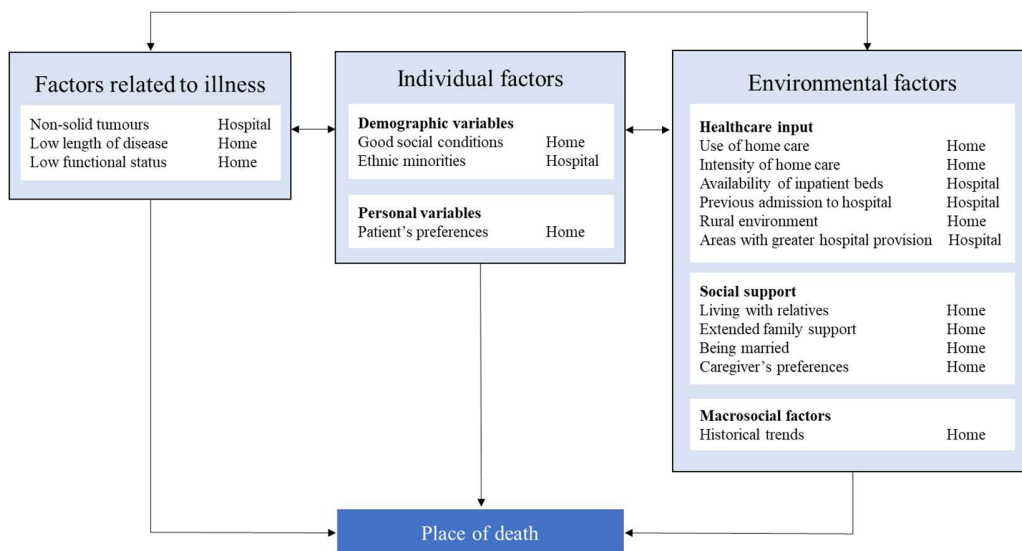 Factors related to illness
Non-solid tumours Hospital
Low length of disease Home
Low functional status Home
Individual factors
Demographic variables
Good social conditions Home
Ethnic minorities Hospital
Personal variables
Patient’s preferences Home
Environmental factors
Healthcare input
Use of home care Home
Intensity of home care Home
Availability of inpatient beds Hospital
Previous admission to hospital Hospital
Rural environment Home
Areas with greater hospital provision Hospital
Social support
Living with relatives Home
Extended family support Home
Being married Home
Caregiver’s preferences Home
Macrosocial factors
Historical trends Home
Place of death